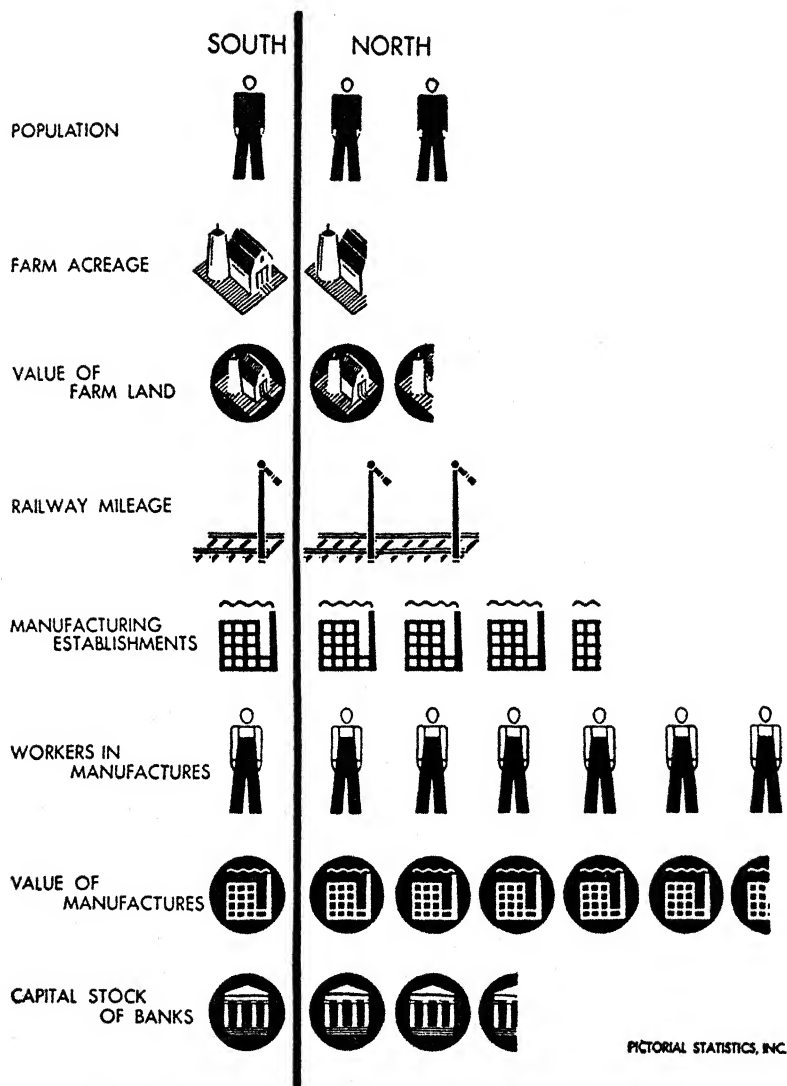 SOUTH NORTH
POPULATION
FARM ACREAGE
VALUE OF
FARM LAND
RAILWAY MILEAGE
MANUFACTURING
ESTABLISHMENTS
WORKERS IN
MANUFACTURES
VALUE OF
MANUFACTURES
CAPITAL STOCK
OF BANKS
PICTORIAL STATISTICS, INC.